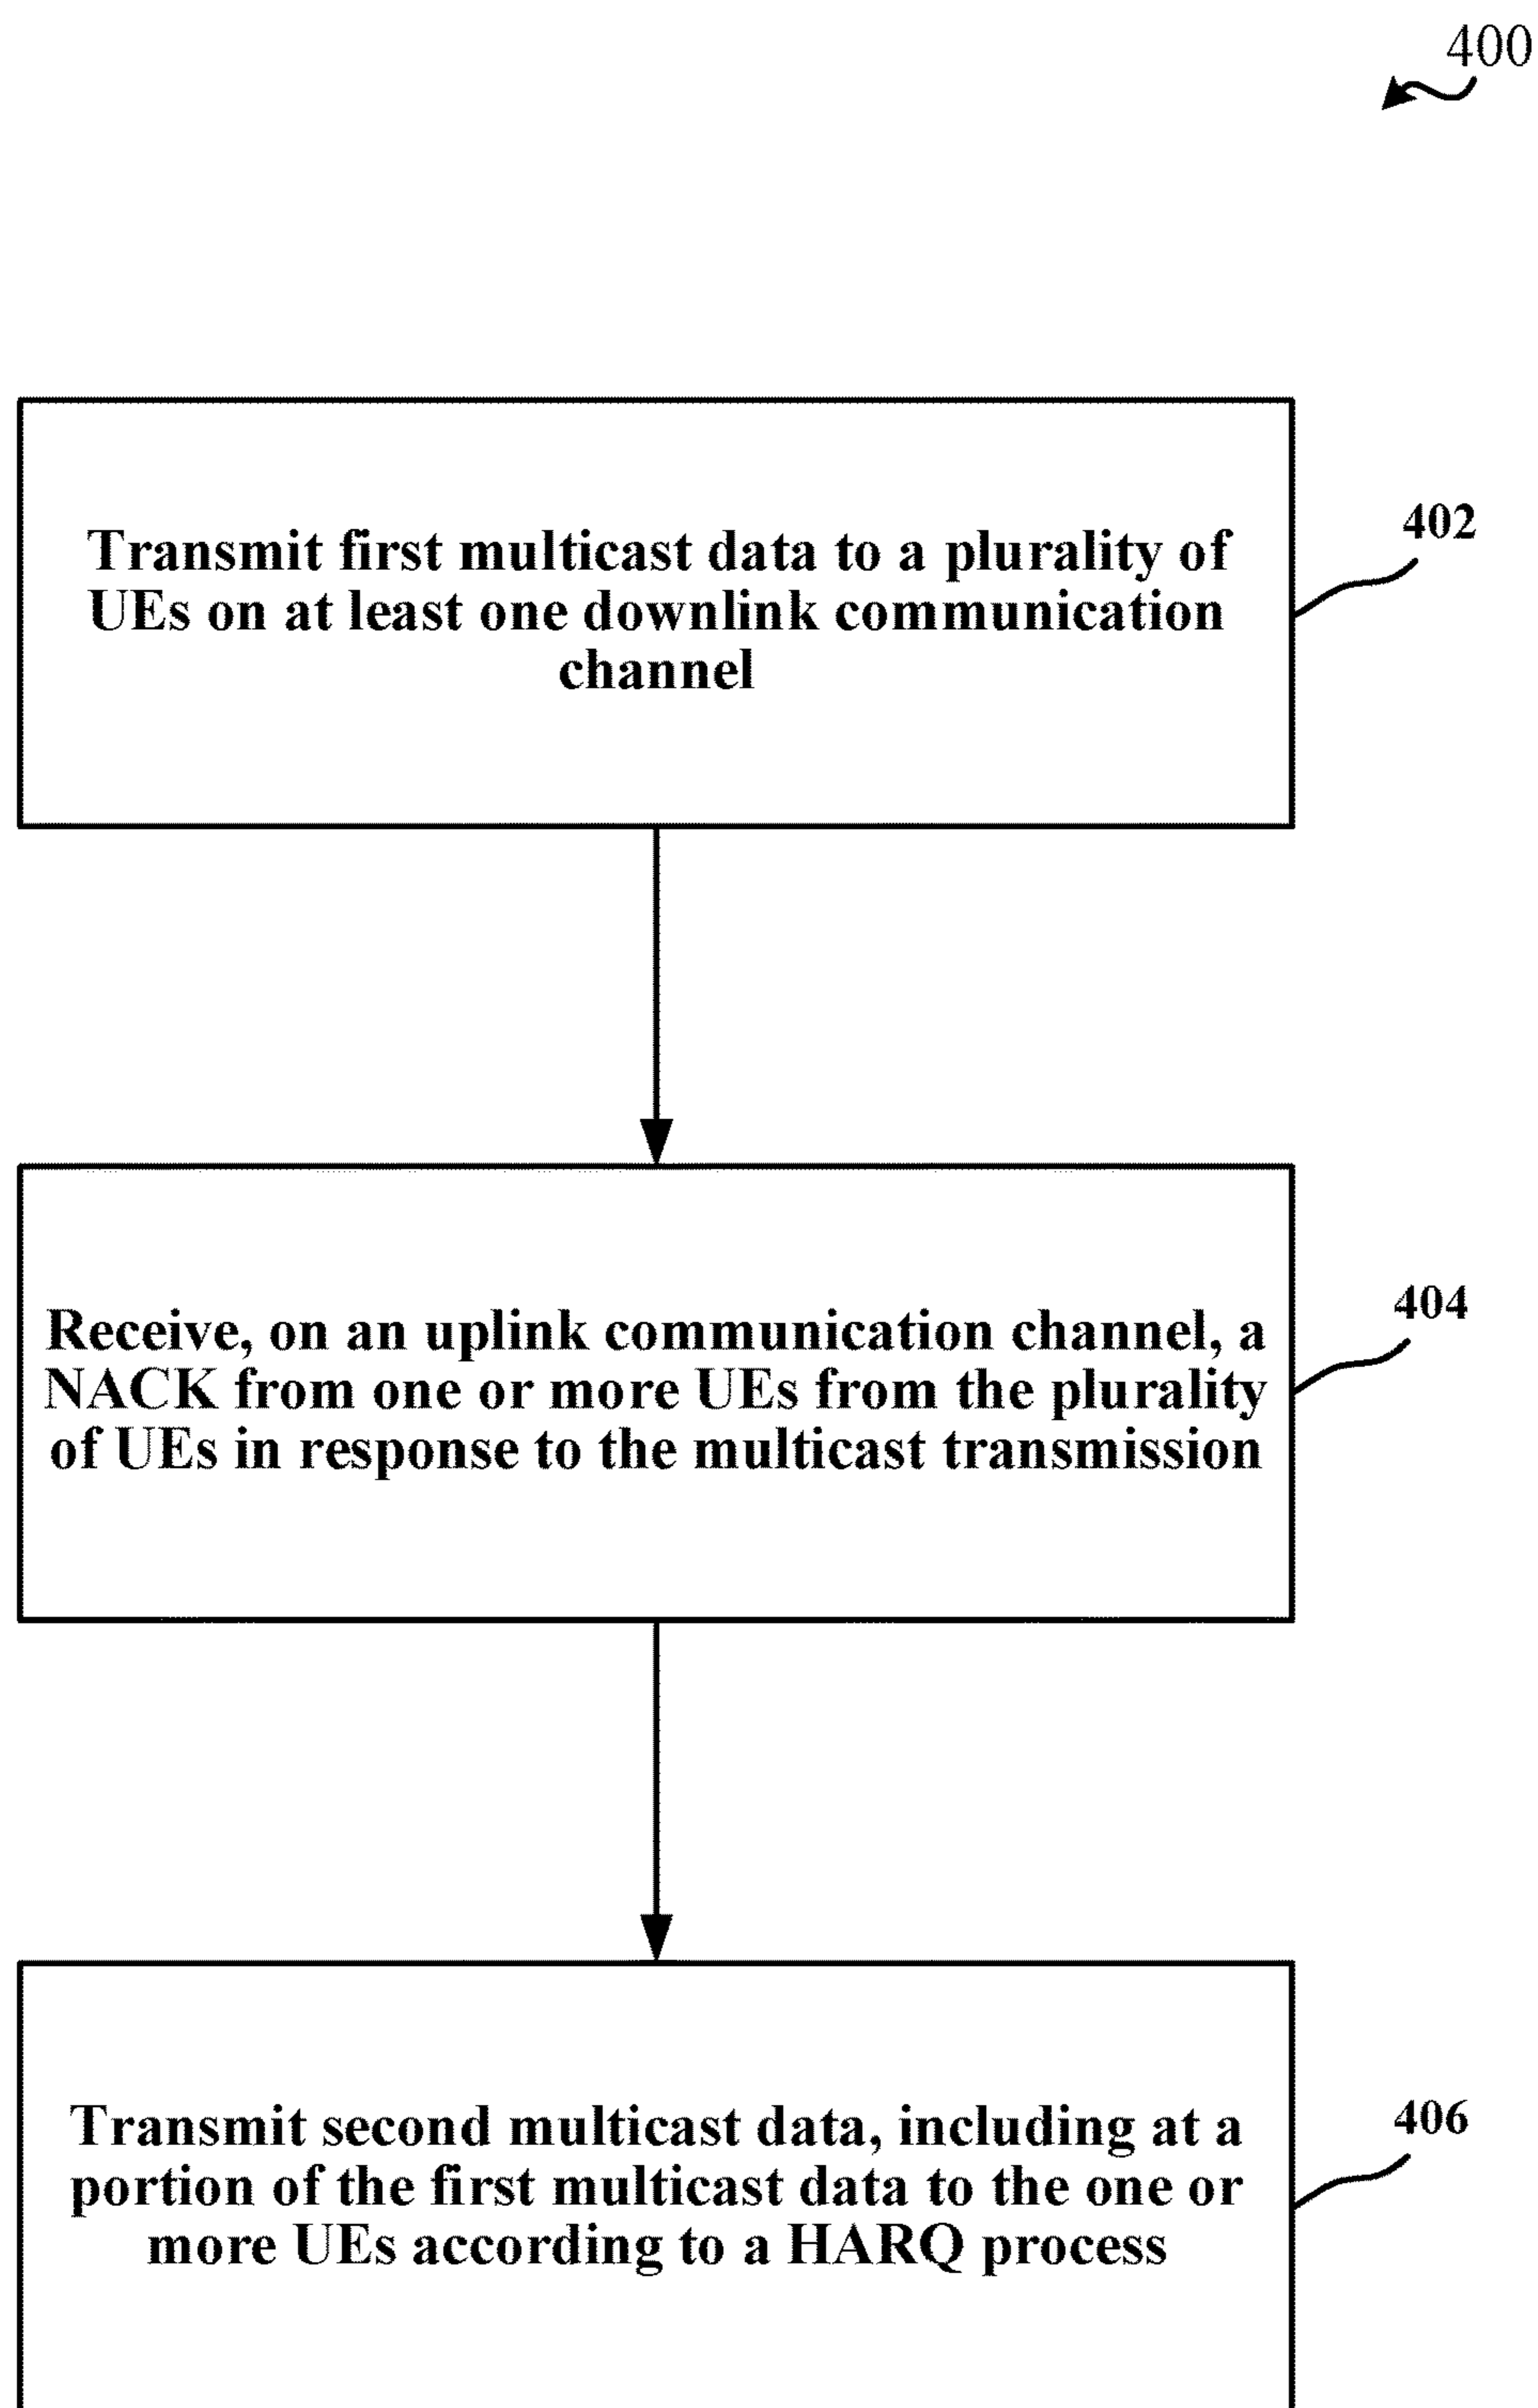 400
Transmit first multicast data to a plurality of
UEs on at least one downlink communication
channel
402
Receive, on an uplink communication channel, a
NACK from one or more UEs from the plurality
of UEs in response to the multicast transmission
404
Transmit second multicast data, including at a
portion of the first multicast data to the one or
more UEs according to a HARQ process
406